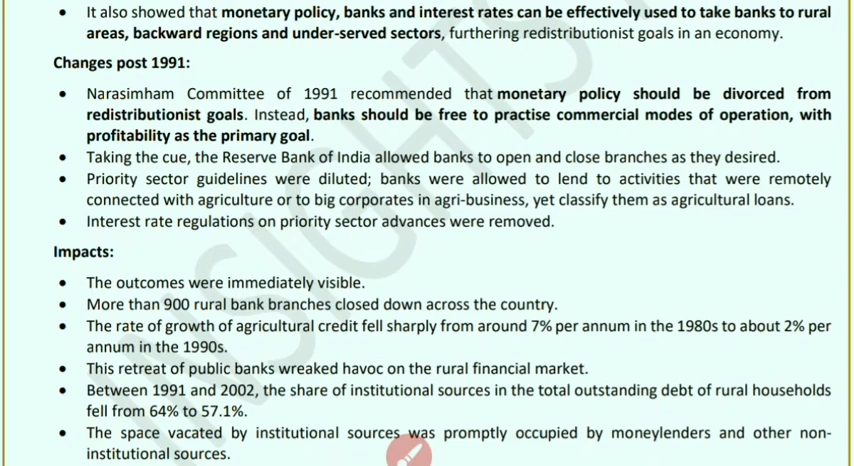 • It also showed that monetary policy, banks and interest rates can be effectively used to take banks to rural
areas, backward regions and under-served sectors, furthering redistributionist goals in an economy.
Changes post 1991:
• Narasimham Committee of 1991 recommended that monetary policy should be divorced from
redistributionist goals. Instead, banks should be free to practise commercial modes of operation, with
profitability as the primary goal.
• Taking the cue, the Reserve Bank of India allowed banks to open and close branches as they desired.
• Priority sector guidelines were diluted; banks were allowed to lend to activities that were remotely
connected with agriculture or to big corporates in agri-business, yet classify them as agricultural loans.
• Interest rate regulations on priority sector advances were removed.
Impacts:
• The outcomes were immediately visible.
• More than 900 rural bank branches closed down across the country.
• The rate of growth of agricultural credit fell sharply from around 7% per annum in the 1980s to about 2% per
annum in the 1990s.
• This retreat of public banks wreaked havoc on the rural financial market.
• Between 1991 and 2002, the share of institutional sources in the total outstanding debt of rural households
fell from 64% to 57.1%.
• The space vacated by institutional sources was promptly occupied by moneylenders and other non-
institutional sources.
INSIGHTS